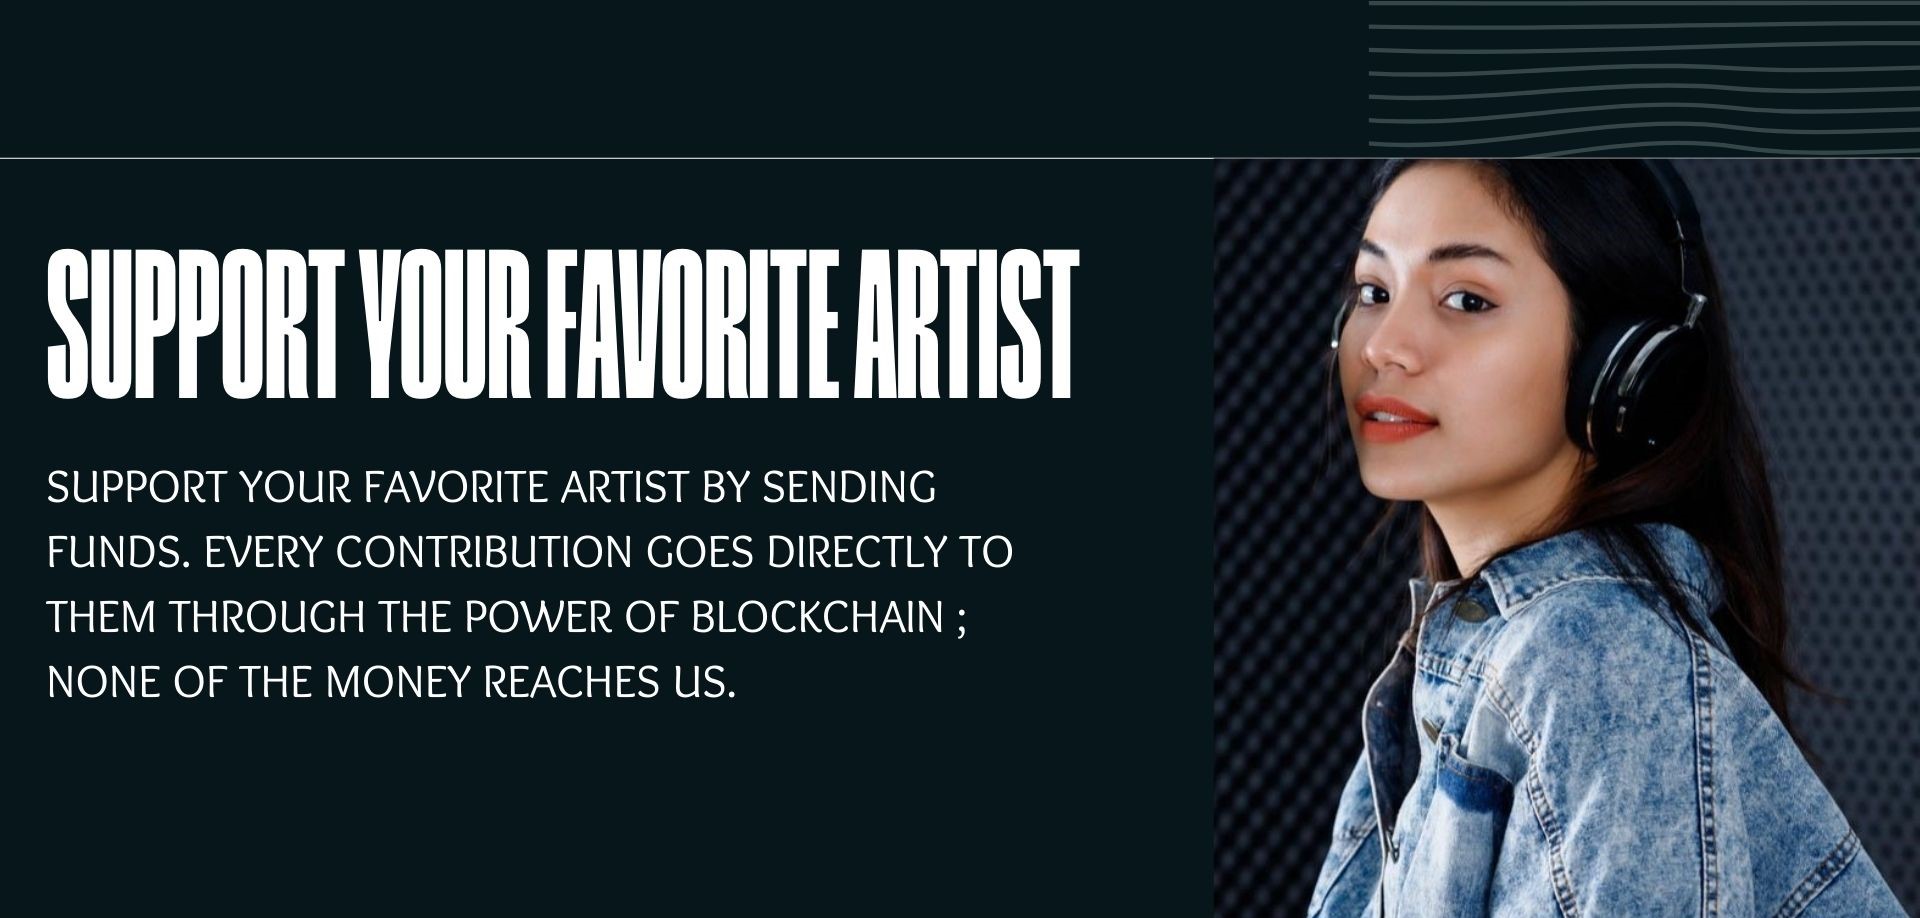 SUPPORT YOUR FAVORITE ARTIST
SUPPORT YOUR FAVORITE ARTIST BY SENDING
FUNDS. EVERY CONTRIBUTION GOES DIRECTLY TO
THEM THROUGH THE POWER OF BLOCKCHAIN ;
NONE OF THE MONEY REACHES US.